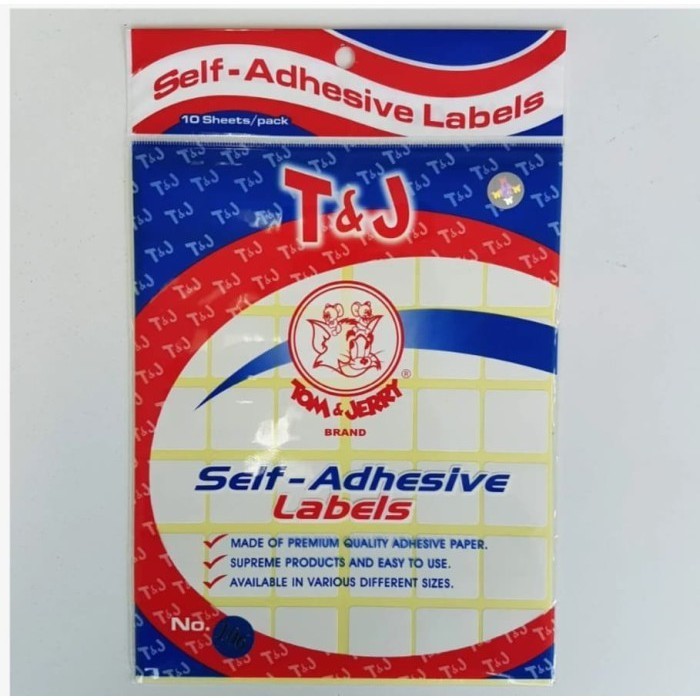 Self-Adhesive Labels
10 Sheets/pack
T&J
TOM & JERRY ®
BRAND
Self-Adhesive
Labels
MADE OF PREMIUM QUALITY ADHESIVE PAPER.
SUPREME PRODUCTS AND EASY TO USE.
AVAILABLE IN VARIOUS DIFFERENT SIZES.
No.